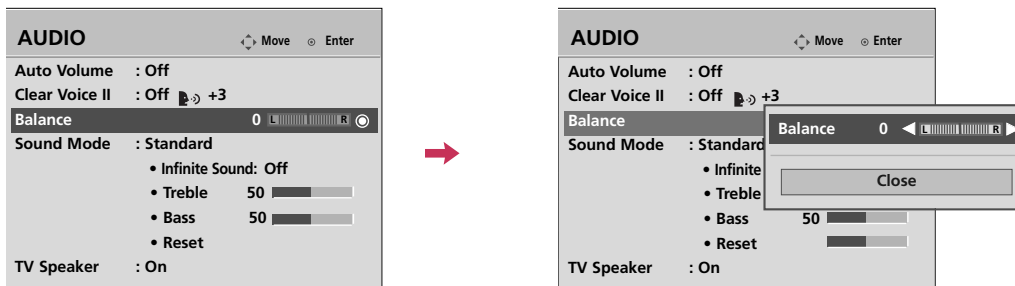 AUDIO
Move Enter
Auto Volume : Off
Clear Voice II : Off +3
Balance 0 L R
Sound Mode : Standard
• Infinite Sound: Off
• Treble 50
• Bass 50
• Reset
TV Speaker : On
AUDIO
Move Enter
Auto Volume : Off
Clear Voice II : Off +3
Balance
Sound Mode : Standard
• Infinite
• Treble
• Bass 50
• Reset
TV Speaker : On
Balance 0 L R
Close